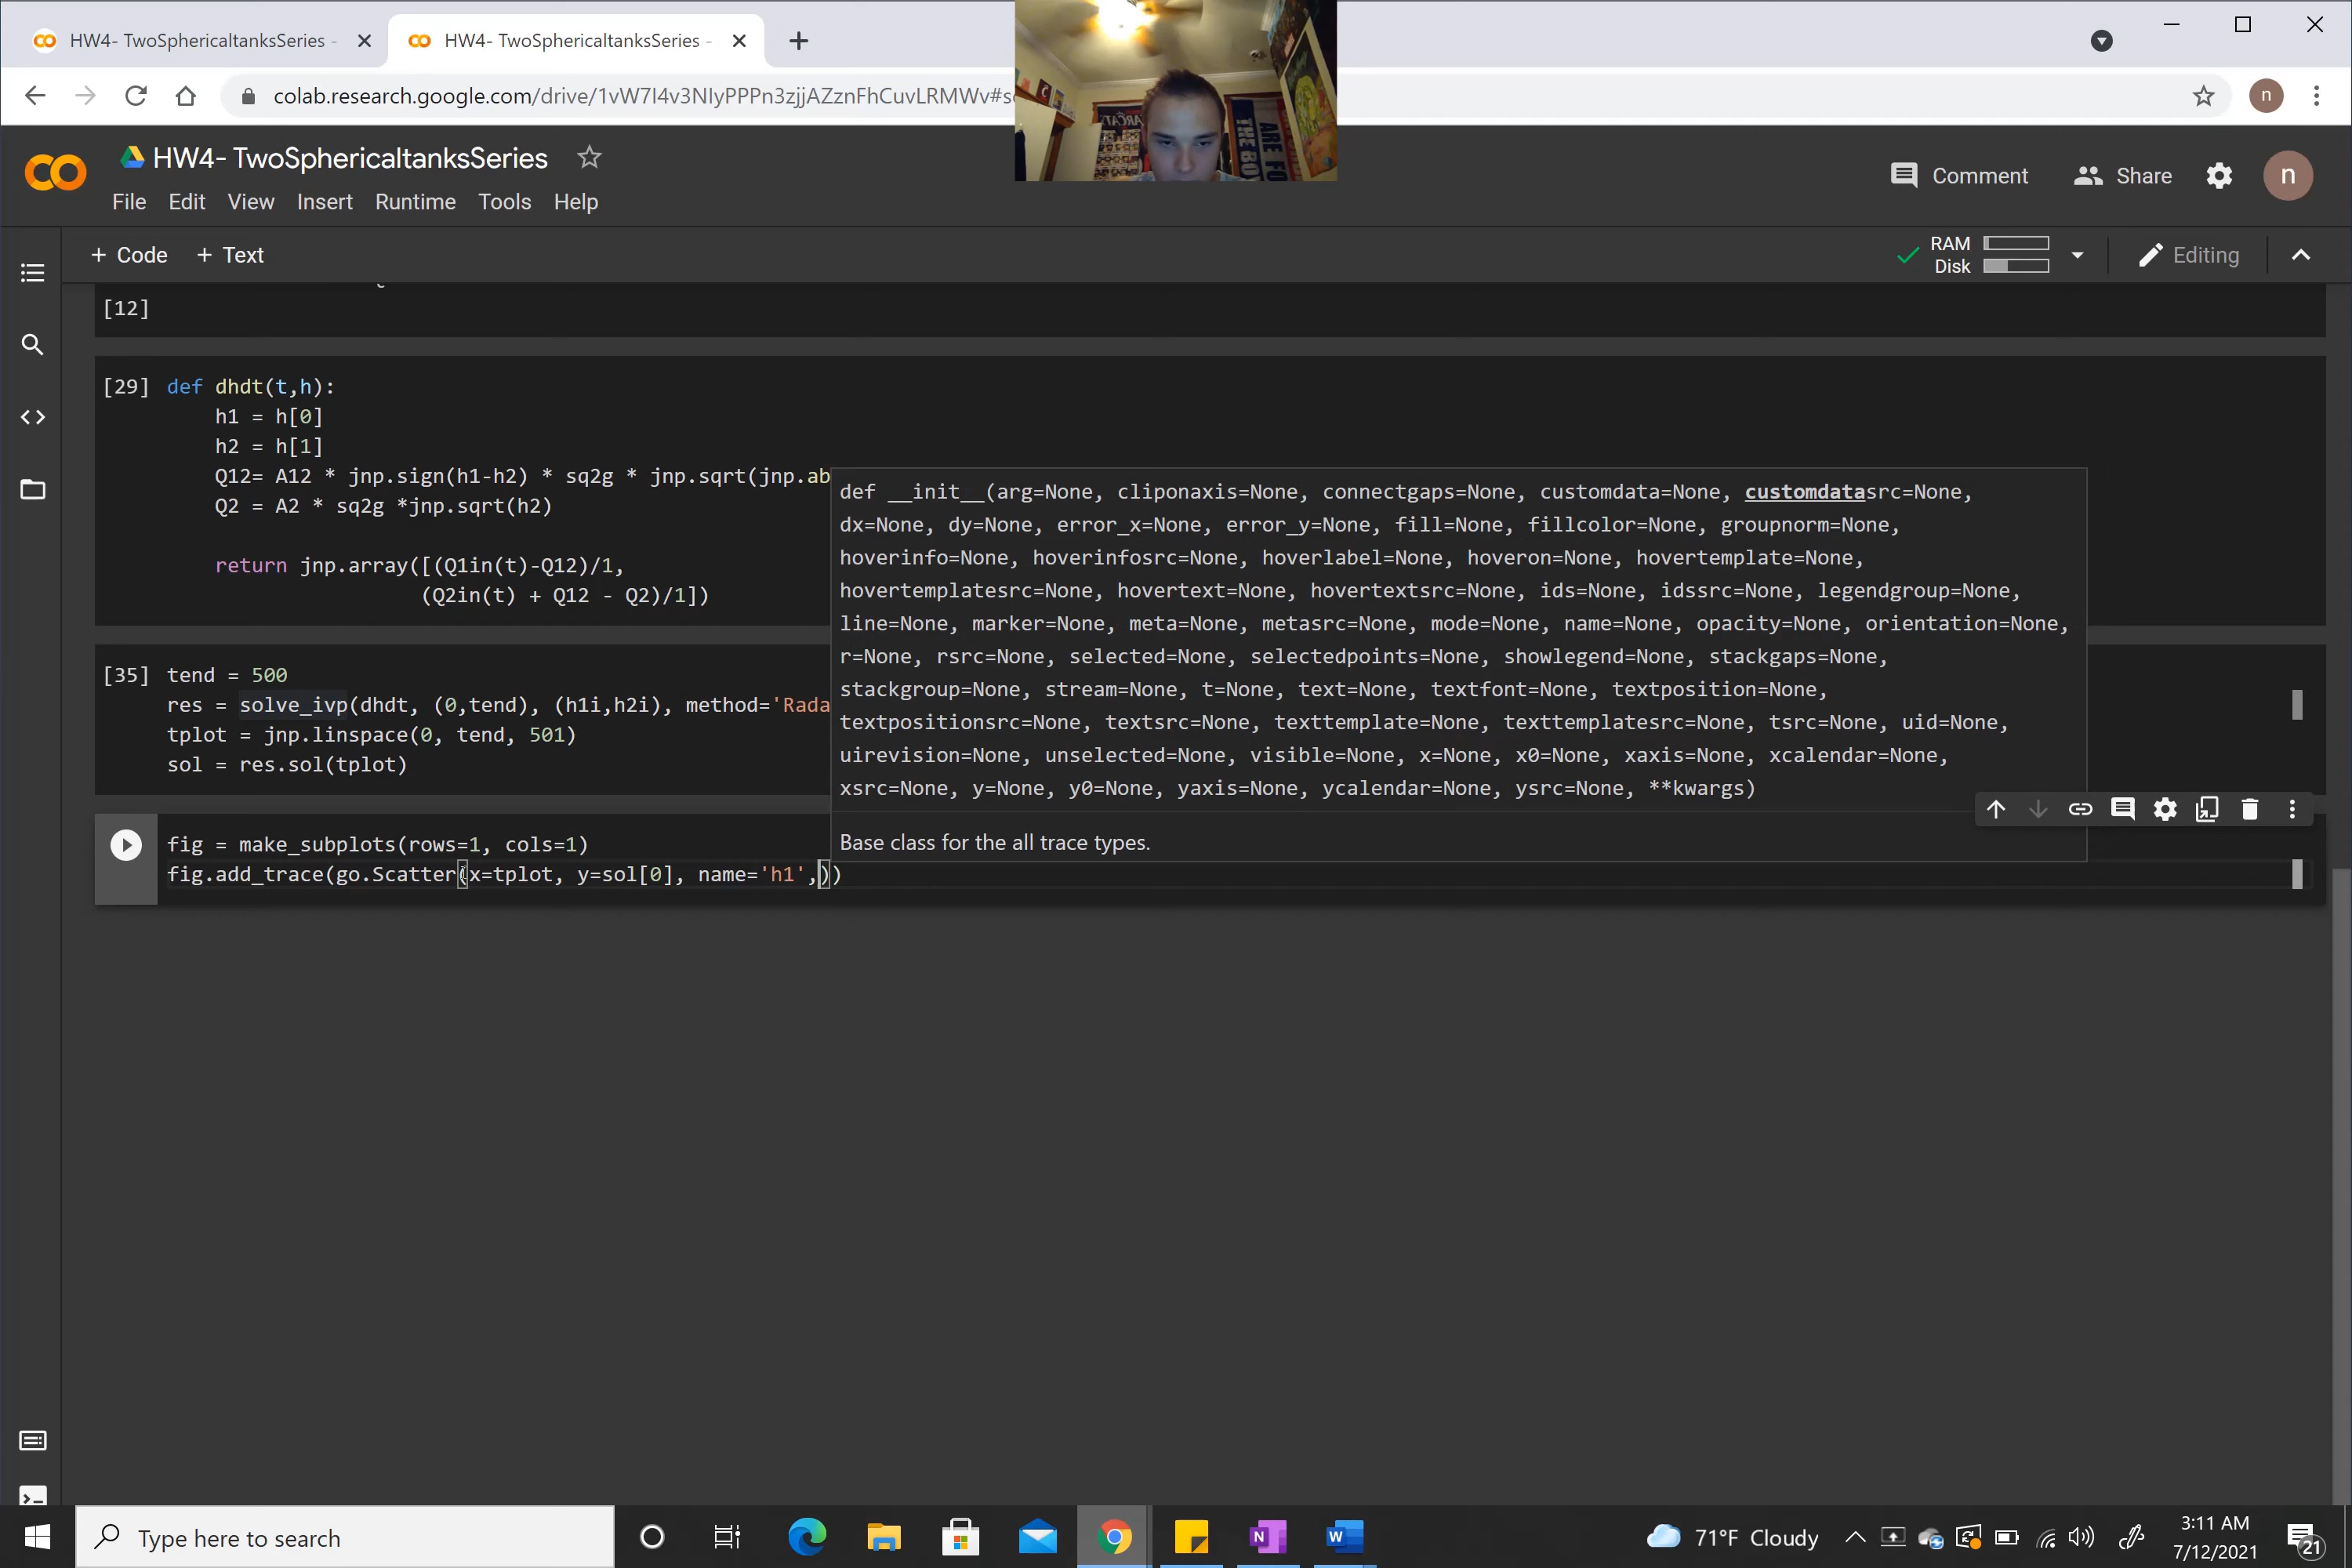 HW4- TwoSphericaltanksSeries -
HW4- TwoSphericaltanksSeries -
n
HW4- TwoSphericaltanksSeries
Comment
Share
n
File Edit View Insert Runtime Tools Help
+ Code + Text
RAM
Disk
Editing
[12]
[29] def dhdt(t,h):
h1 = h[0]
h2 = h[1]
Q12= A12 * jnp.sign(h1-h2) * sq2g * jnp.sqrt(jnp.ab
Q2 = A2 * sq2g *jnp.sqrt(h2)
return jnp.array([(Q1in(t)-Q12)/1,
(Q2in(t) + Q12 - Q2)/1])
def __init__(arg=None, cliponaxis=None, connectgaps=None, customdata=None, customdatasrc=None,
dx=None, dy=None, error_x=None, error_y=None, fill=None, fillcolor=None, groupnorm=None,
hoverinfo=None, hoverinfosrc=None, hoverlabel=None, hoveron=None, hovertemplate=None,
hovertemplatesrc=None, hovertext=None, hovertextsrc=None, ids=None, idssrc=None, legendgroup=None,
line=None, marker=None, meta=None, metasrc=None, mode=None, name=None, opacity=None, orientation=None,
r=None, rsrc=None, selected=None, selectedpoints=None, showlegend=None, stackgaps=None,
stackgroup=None, stream=None, t=None, text=None, textfont=None, textposition=None,
textpositionsrc=None, textsrc=None, texttemplate=None, texttemplatesrc=None, tsrc=None, uid=None,
uirevision=None, unselected=None, visible=None, x=None, x0=None, xaxis=None, xcalendar=None,
xsrc=None, y=None, y0=None, yaxis=None, ycalendar=None, ysrc=None, **kwargs)
Base class for the all trace types.
[35] tend = 500
res = solve_ivp(dhdt, (0,tend), (h1i,h2i), method='Rada
tplot = jnp.linspace(0, tend, 501)
sol = res.sol(tplot)
fig = make_subplots(rows=1, cols=1)
fig.add_trace(go.Scatter(x=tplot, y=sol[0], name='h1',))
Type here to search
71°F Cloudy
3:11 AM
7/12/2021
21